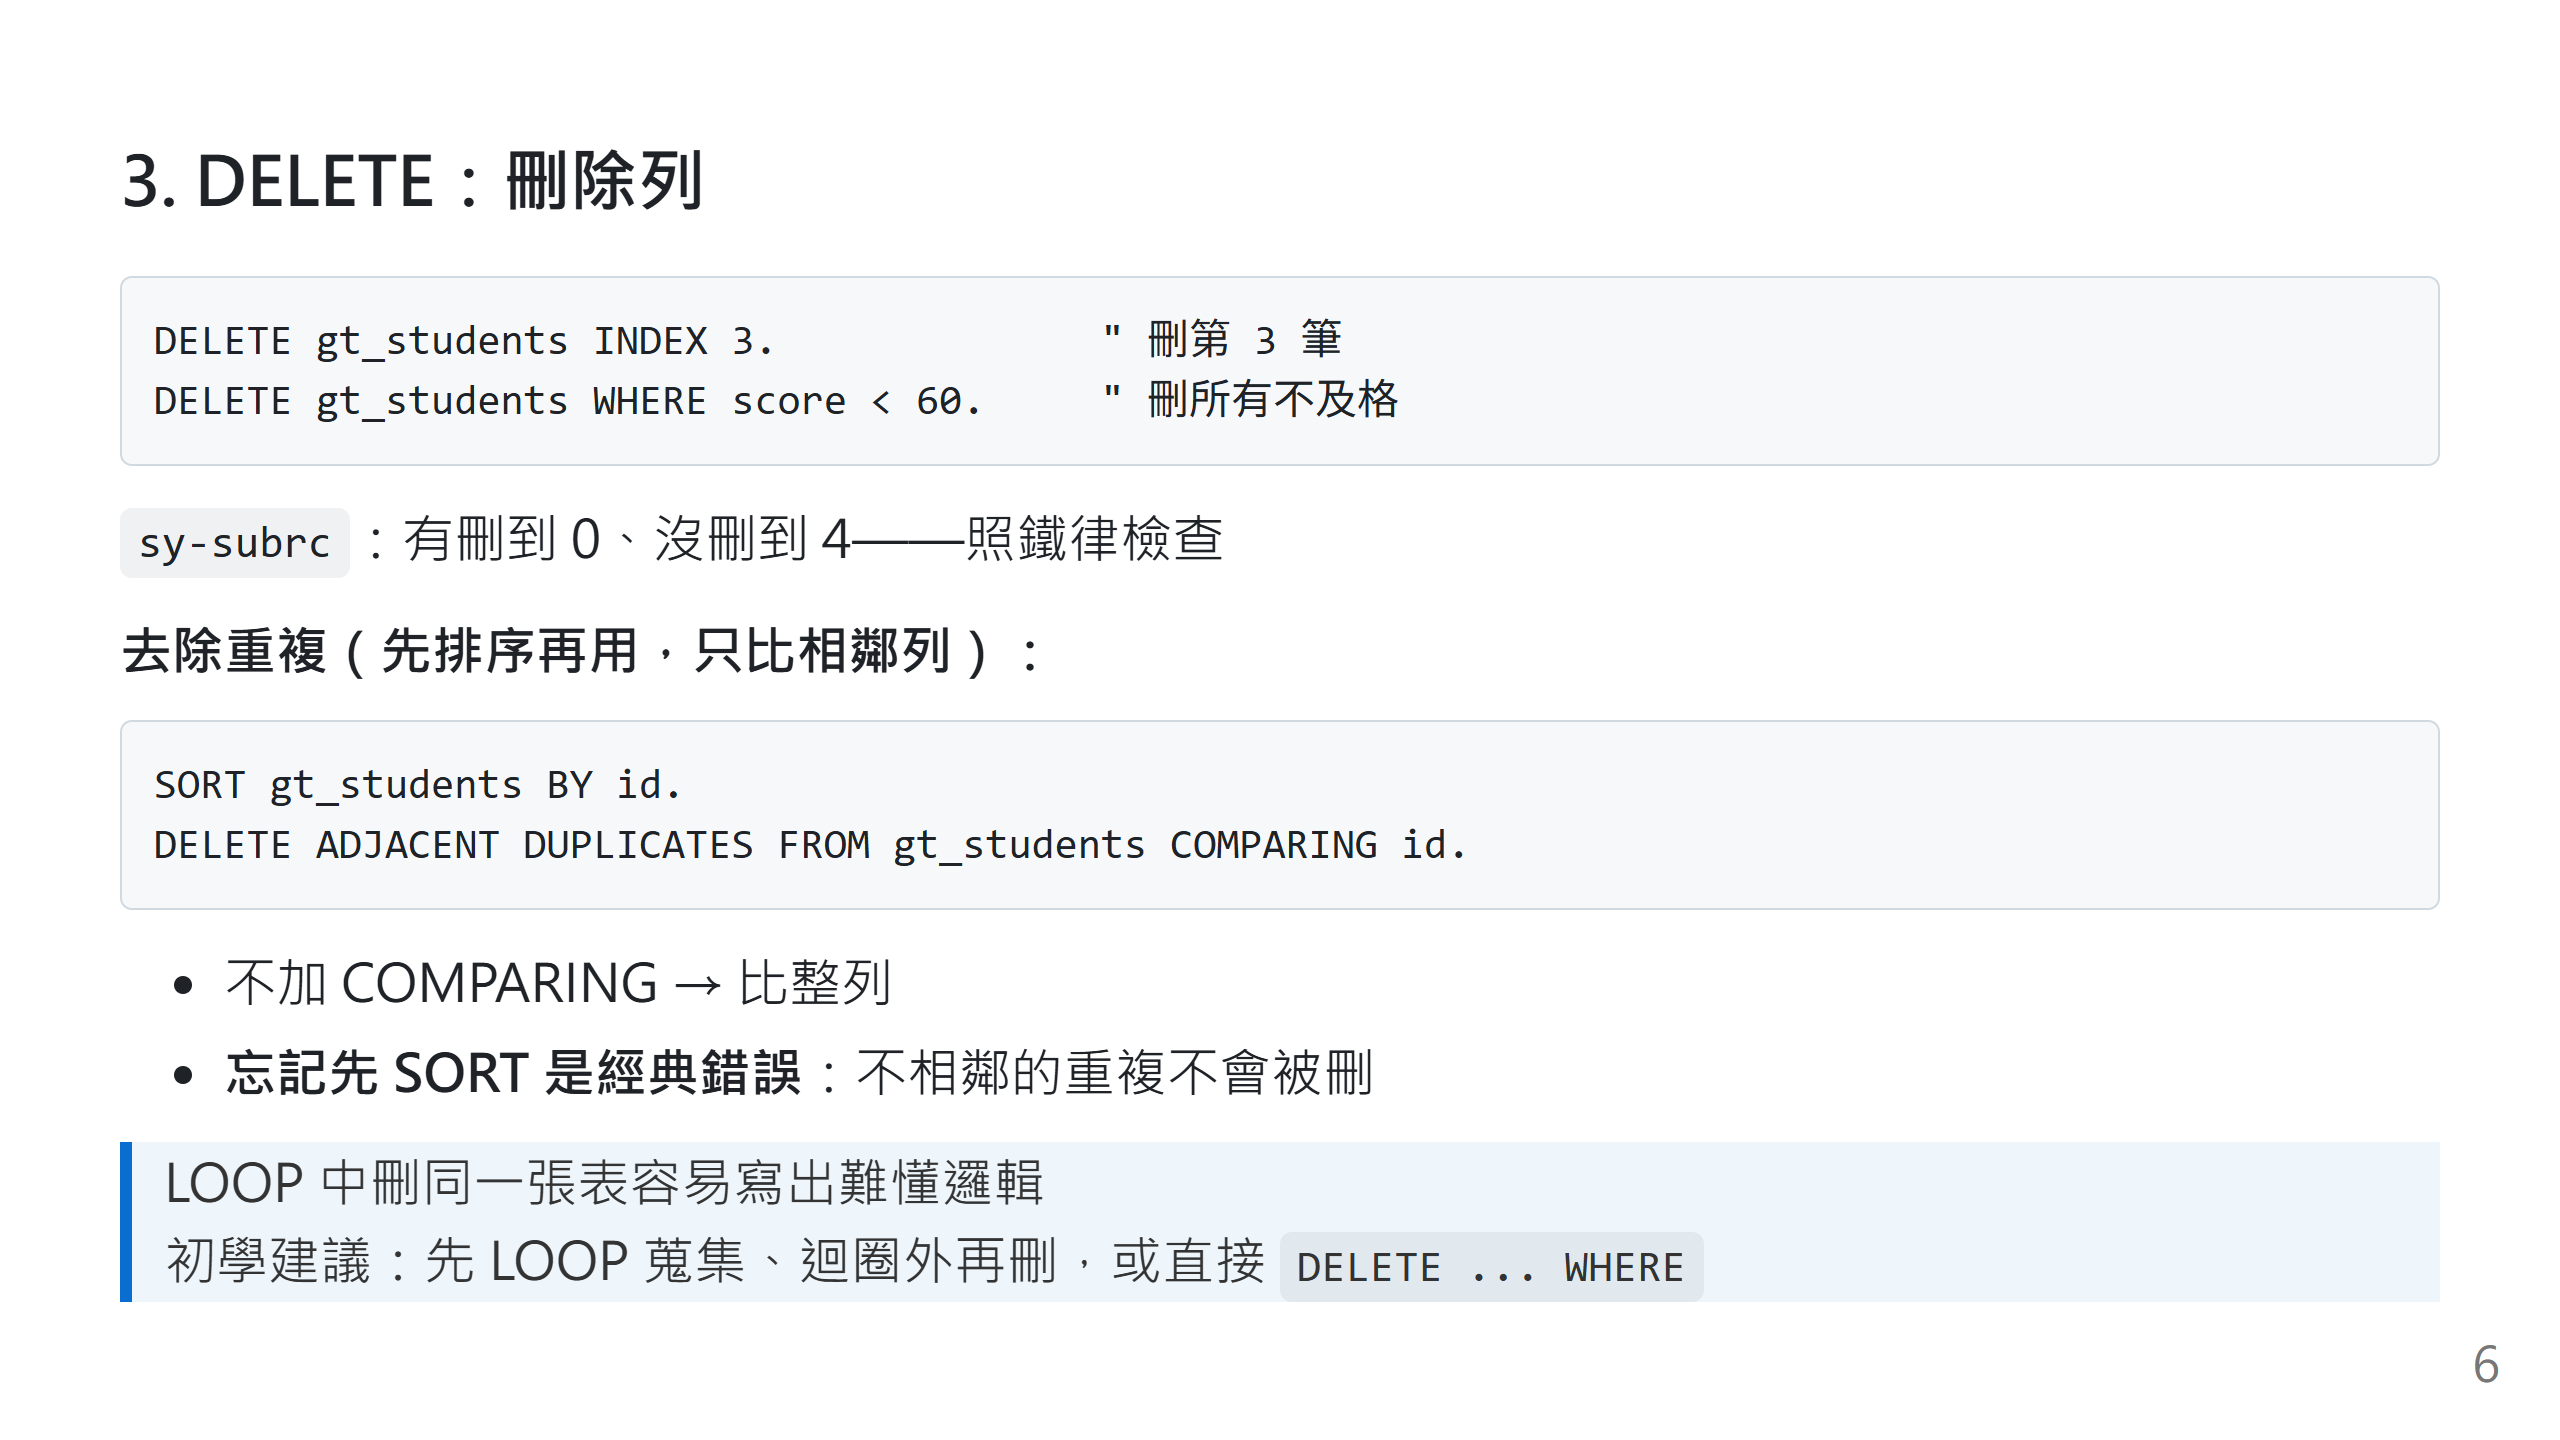 3. DELETE：刪除列
DELETE gt_students INDEX 3.              " 刪第 3 筆
DELETE gt_students WHERE score < 60.     " 刪所有不及格
sy-subrc ：有刪到 0、沒刪到 4——照鐵律檢查
去除重複（先排序再用，只比相鄰列）：
SORT gt_students BY id.
DELETE ADJACENT DUPLICATES FROM gt_students COMPARING id.
• 不加 COMPARING → 比整列
• 忘記先 SORT 是經典錯誤：不相鄰的重複不會被刪
LOOP 中刪同一張表容易寫出難懂邏輯
初學建議：先 LOOP 蒐集、迴圈外再刪，或直接 DELETE ... WHERE
6